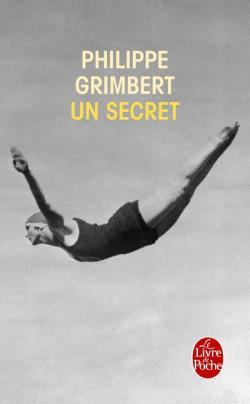 PHILIPPE
GRIMBERT
UN SECRET
Le
Livre
de
Poche